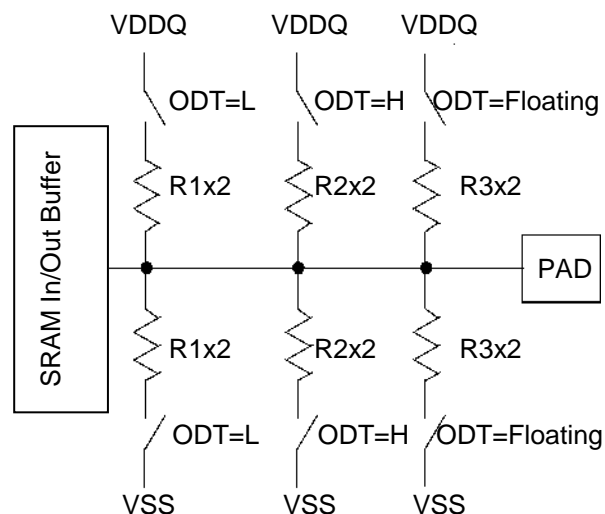 VDDQ VDDQ VDDQ
ODT=L ODT=H ODT=Floating
R1x2 R2x2 R3x2
SRAM In/Out Buffer
PAD
R1x2 R2x2 R3x2
ODT=L ODT=H ODT=Floating
VSS VSS VSS